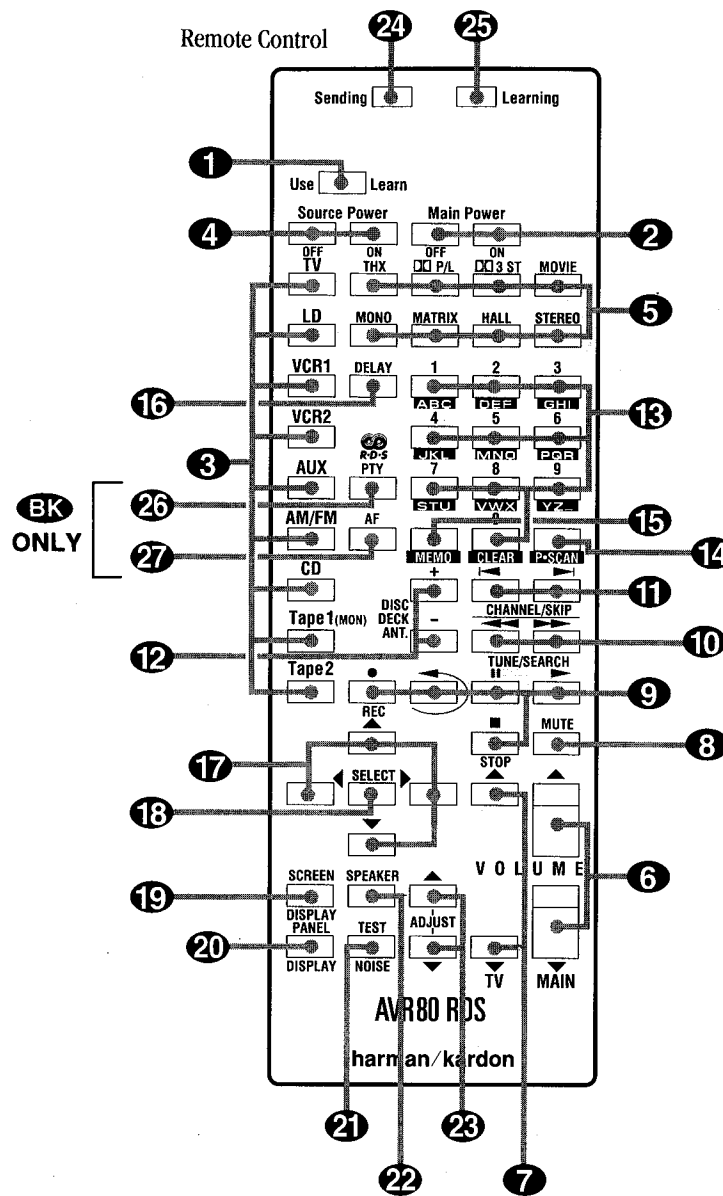 24 25
Remote Control
Sending Learning
1
Use Learn
4 Source Power Main Power 2
OFF ON OFF ON
TV THX P/L 3 ST MOVIE
5
LD MONO MATRIX HALL STEREO
VCR1 DELAY 1 2 3
16 ABC DEF GHI 13
VCR2 4 5 6
3 R·D·S JKL MNO PQR
AUX PTY 7 8 9
BK 26 STU VWX YZ_ 15
ONLY AM/FM AF 0
27 MEMO CLEAR P•SCAN 14
CD + 11
DISC CHANNEL/SKIP
DECK
Tape1(MON) ANT. − 10
12 TUNE/SEARCH
Tape2
REC 9
MUTE 8
17 STOP
SELECT
18
VOLUME
SCREEN SPEAKER 6
19
DISPLAY ADJUST
PANEL TEST
20
DISPLAY NOISE TV MAIN
AVR80 RDS
harman/kardon
21 22 23 7